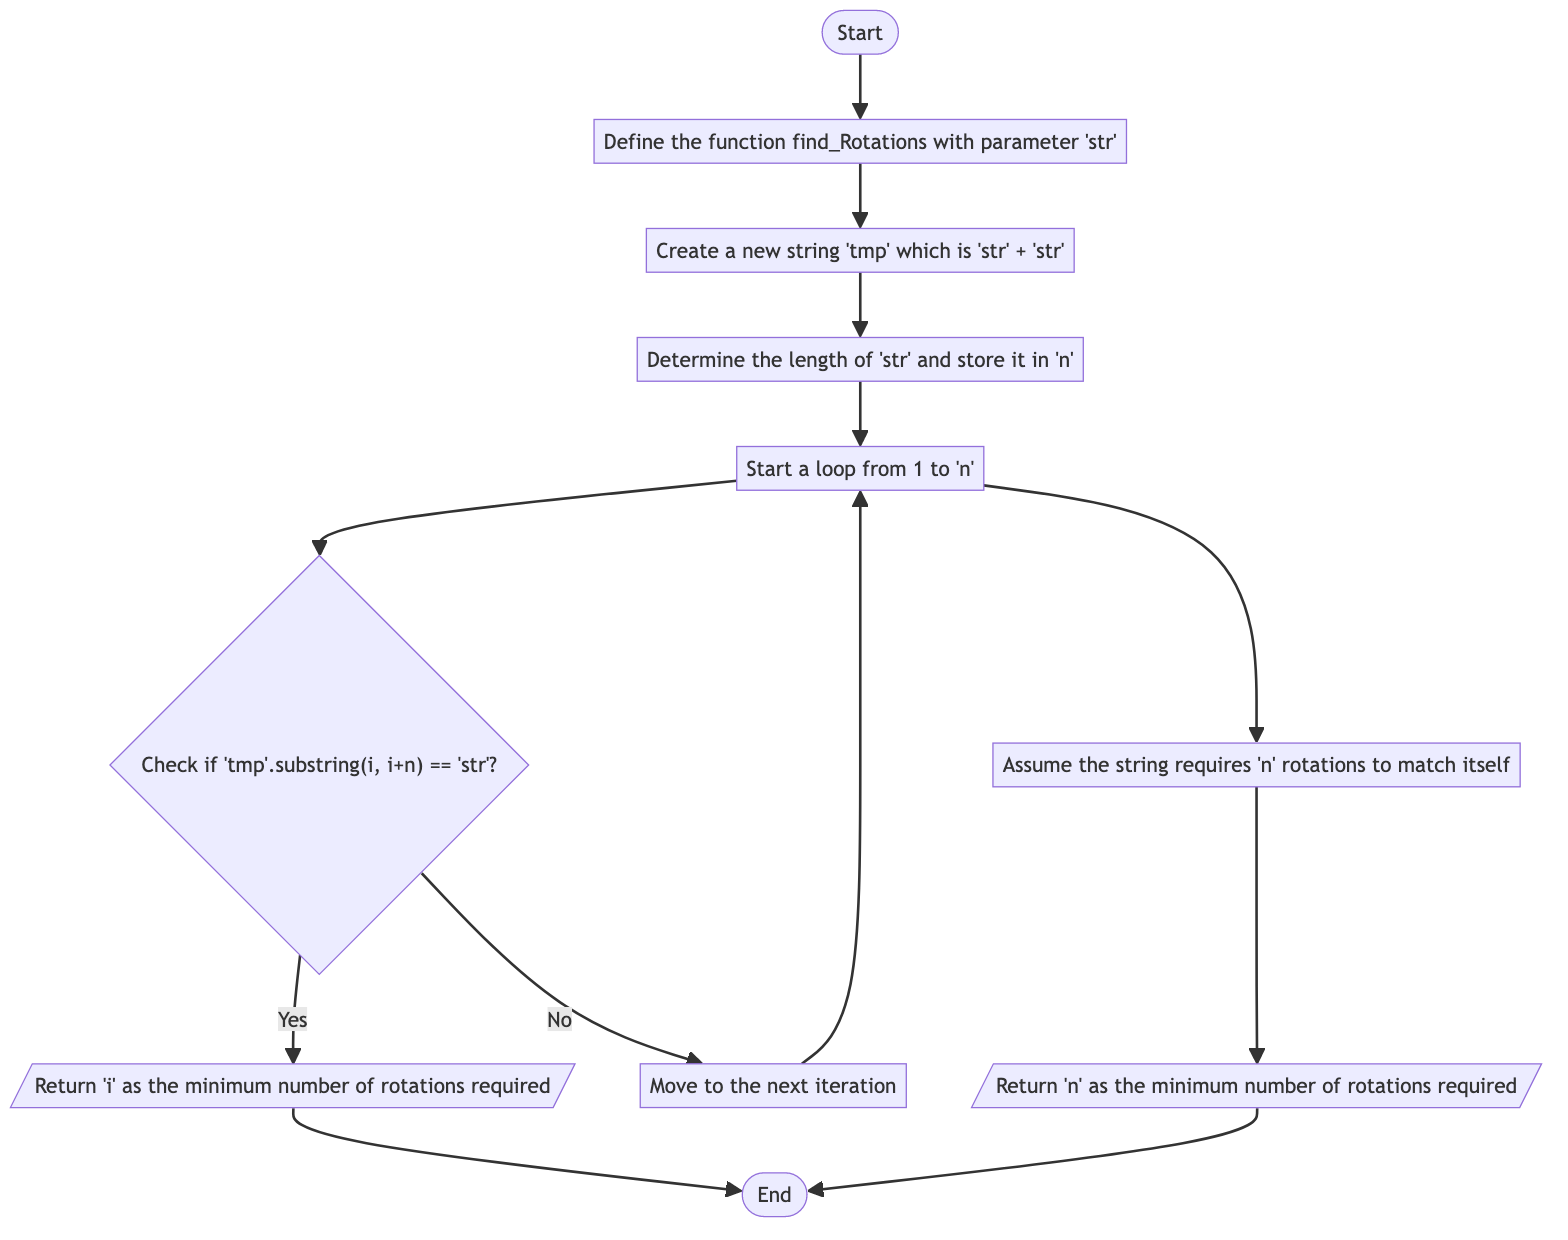 Start
Define the function find_Rotations with parameter 'str'
Create a new string 'tmp' which is 'str' + 'str'
Determine the length of 'str' and store it in 'n'
Start a loop from 1 to 'n'
Check if 'tmp'.substring(i, i+n) == 'str'?
Assume the string requires 'n' rotations to match itself
Yes
No
Return 'i' as the minimum number of rotations required
Move to the next iteration
Return 'n' as the minimum number of rotations required
End